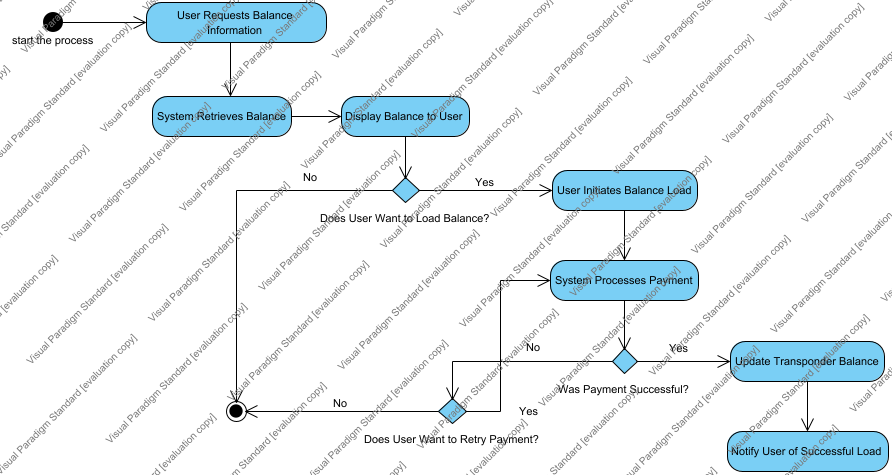 User Requests Balance
Information
start the process
System Retrieves Balance
Display Balance to User
No
Yes
User Initiates Balance Load
Does User Want to Load Balance?
System Processes Payment
No
Yes
Update Transponder Balance
Was Payment Successful?
No
Yes
Does User Want to Retry Payment?
Notify User of Successful Load
Visual Paradigm Standard [evaluation copy]